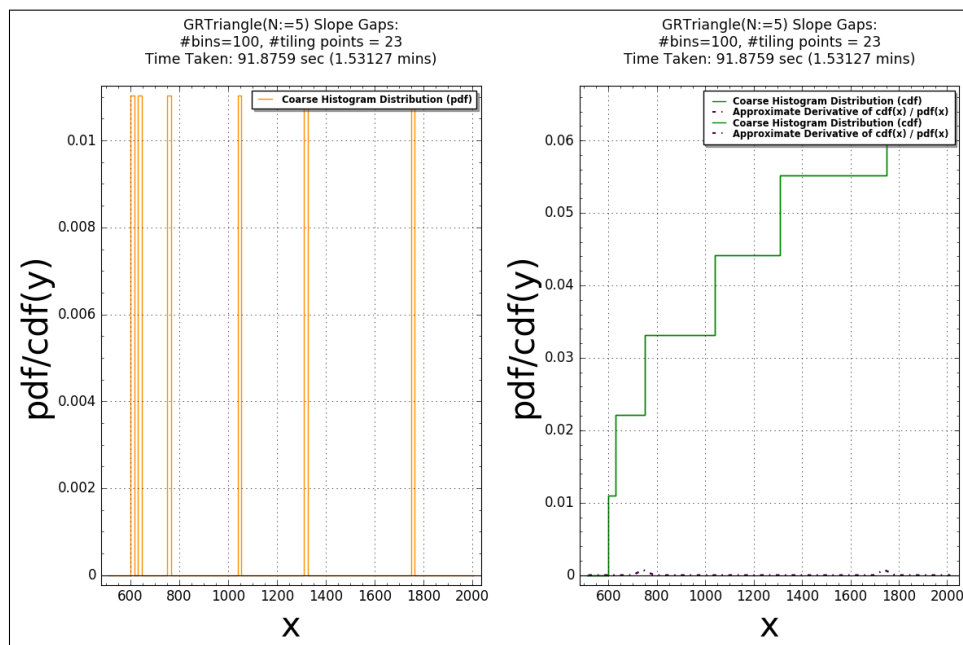 GRTriangle(N:=5) Slope Gaps:
#bins=100, #tiling points = 23
Time Taken: 91.8759 sec (1.53127 mins)
Coarse Histogram Distribution (pdf)
0.01
0.008
0.006
0.004
0.002
0
pdf/cdf(y)
600 800 1000 1200 1400 1600 1800 2000
x
GRTriangle(N:=5) Slope Gaps:
#bins=100, #tiling points = 23
Time Taken: 91.8759 sec (1.53127 mins)
Coarse Histogram Distribution (cdf)
Approximate Derivative of cdf(x) / pdf(x)
Coarse Histogram Distribution (cdf)
Approximate Derivative of cdf(x) / pdf(x)
0.06
0.05
0.04
0.03
0.02
0.01
0
pdf/cdf(y)
600 800 1000 1200 1400 1600 1800 2000
x